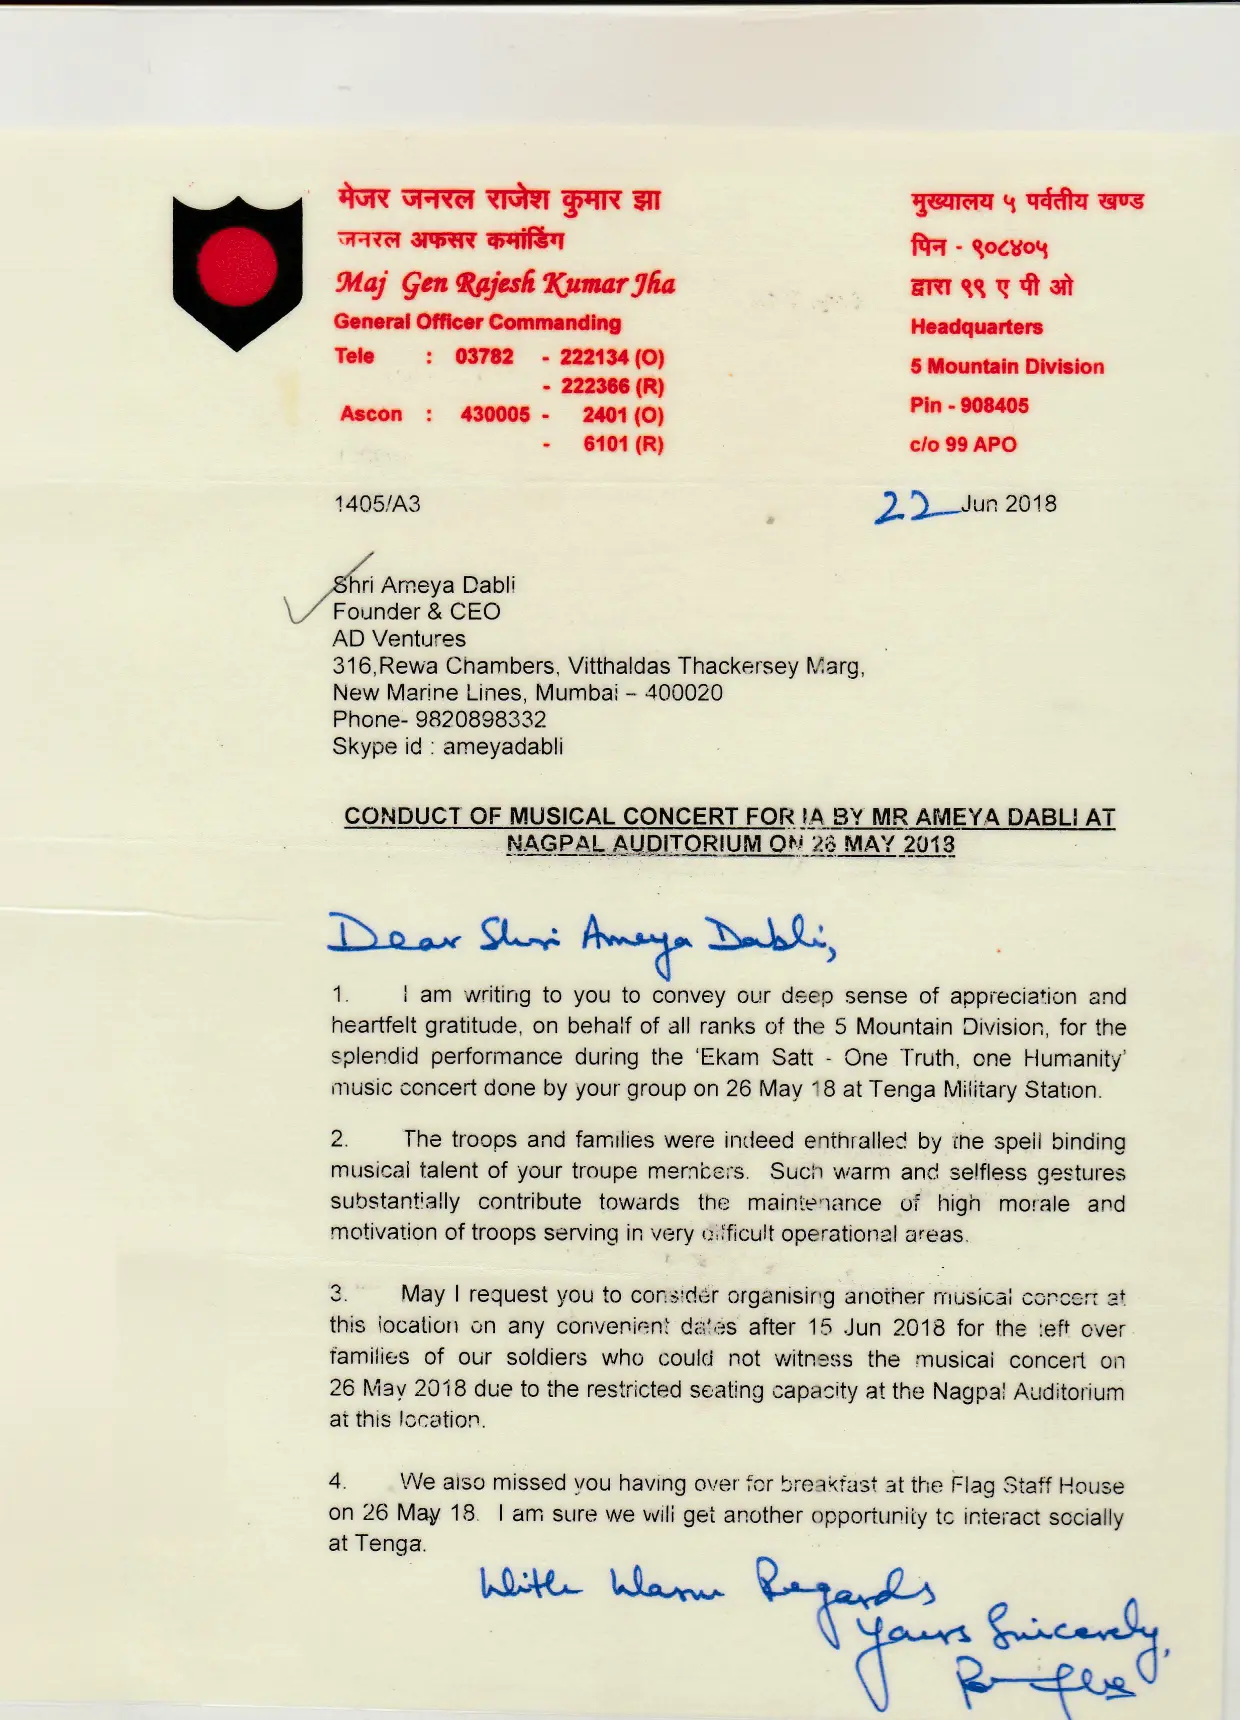 मेजर जनरल राजेश कुमार झा
जनरल अफसर कमांडिंग
Maj Gen Rajesh Kumar Jha
General Officer Commanding
Tele : 03782 - 222134 (O)
- 222366 (R)
Ascon : 430005 - 2401 (O)
- 6101 (R)
मुख्यालय ५ पर्वतीय खण्ड
पिन - ९०८४०५
द्वारा ९९ ए पी ओ
Headquarters
5 Mountain Division
Pin - 908405
c/o 99 APO
1405/A3
22 Jun 2018
Shri Ameya Dabli
Founder & CEO
AD Ventures
316,Rewa Chambers, Vitthaldas Thackersey Marg,
New Marine Lines, Mumbai – 400020
Phone- 9820898332
Skype id : ameyadabli
CONDUCT OF MUSICAL CONCERT FOR IA BY MR AMEYA DABLI AT
NAGPAL AUDITORIUM ON 26 MAY 2018
Dear Shri Ameya Dabli,
1. I am writing to you to convey our deep sense of appreciation and
heartfelt gratitude, on behalf of all ranks of the 5 Mountain Division, for the
splendid performance during the 'Ekam Satt - One Truth, one Humanity'
music concert done by your group on 26 May 18 at Tenga Military Station.
2. The troops and families were indeed enthralled by the spell binding
musical talent of your troupe members. Such warm and selfless gestures
substantially contribute towards the maintenance of high morale and
motivation of troops serving in very difficult operational areas.
3. May I request you to consider organising another musical concert at
this location on any convenient dates after 15 Jun 2018 for the left over
families of our soldiers who could not witness the musical concert on
26 May 2018 due to the restricted seating capacity at the Nagpal Auditorium
at this location.
4. We also missed you having over for breakfast at the Flag Staff House
on 26 May 18. I am sure we will get another opportunity to interact socially
at Tenga.
With Warm Regards
Yours Sincerely,